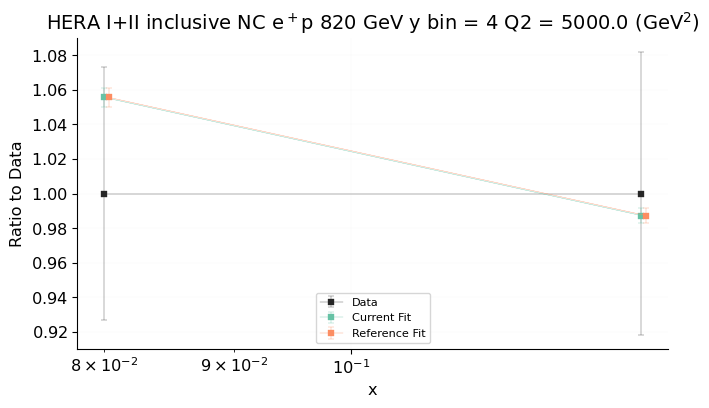 HERA I+II inclusive NC e⁺p 820 GeV y bin = 4 Q2 = 5000.0 (GeV²)
Ratio to Data
1.08
1.06
1.04
1.02
1.00
0.98
0.96
0.94
0.92
Data
Current Fit
Reference Fit
8 × 10⁻² 9 × 10⁻² 10⁻¹
x